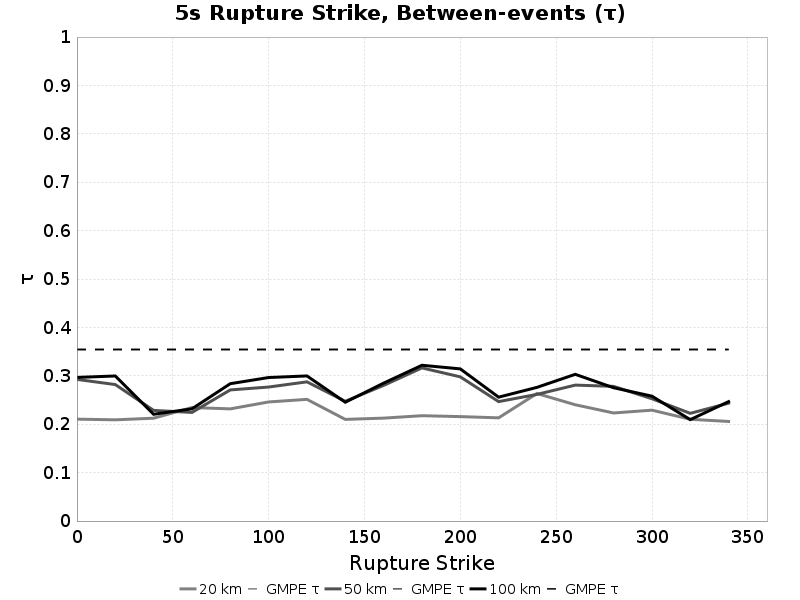 5s Rupture Strike, Between-events (τ)
1
0.9
0.8
0.7
0.6
0.5
0.4
0.3
0.2
0.1
0
τ
0 50 100 150 200 250 300 350
Rupture Strike
20 km GMPE τ 50 km GMPE τ 100 km GMPE τ